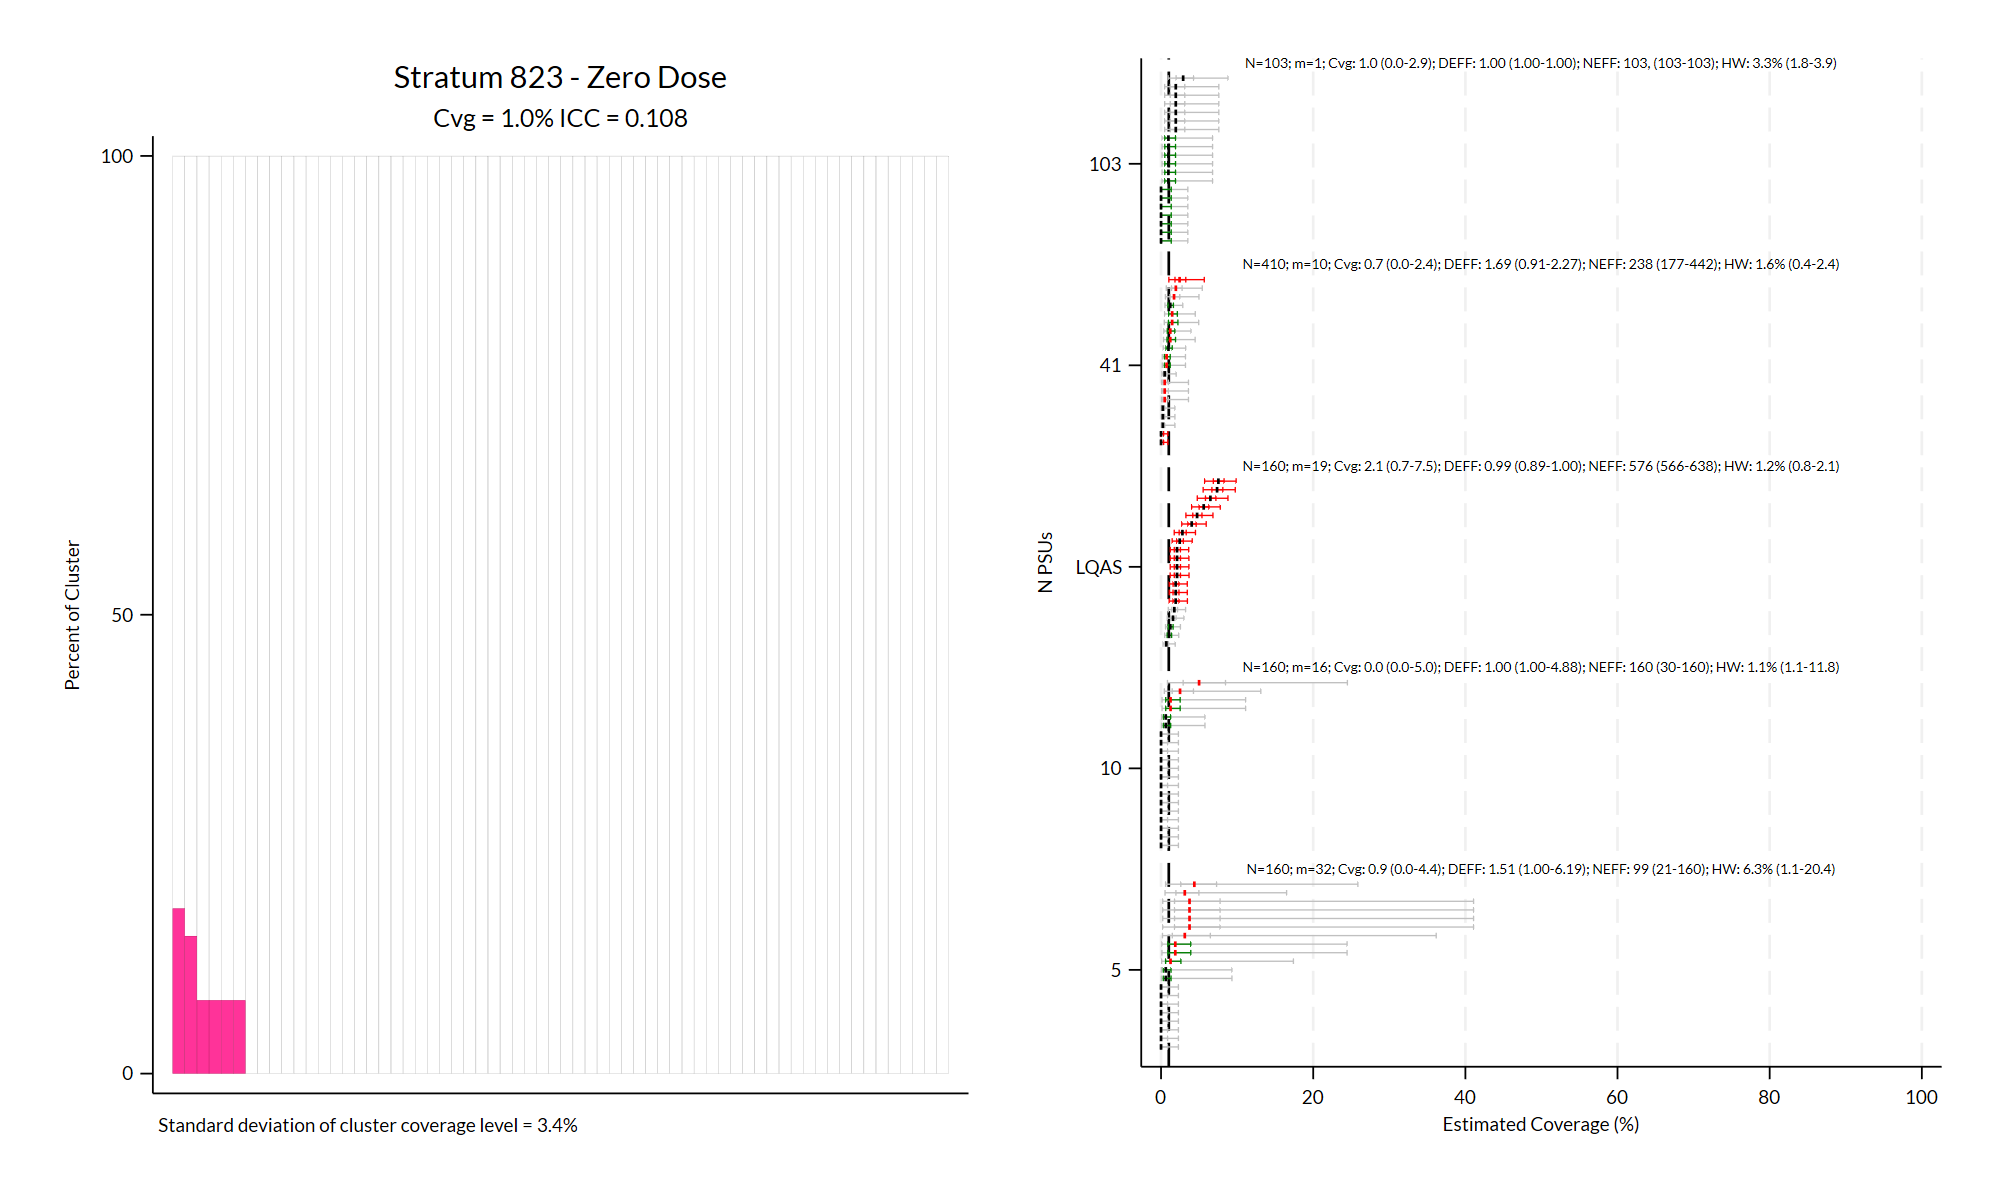 Stratum 823 - Zero Dose
Cvg = 1.0% ICC = 0.108
100
50
0
Percent of Cluster
Standard deviation of cluster coverage level = 3.4%
N=103; m=1; Cvg: 1.0 (0.0-2.9); DEFF: 1.00 (1.00-1.00); NEFF: 103, (103-103); HW: 3.3% (1.8-3.9)
103
N=410; m=10; Cvg: 0.7 (0.0-2.4); DEFF: 1.69 (0.91-2.27); NEFF: 238 (177-442); HW: 1.6% (0.4-2.4)
41
N=160; m=19; Cvg: 2.1 (0.7-7.5); DEFF: 0.99 (0.89-1.00); NEFF: 576 (566-638); HW: 1.2% (0.8-2.1)
LQAS
N PSUs
N=160; m=16; Cvg: 0.0 (0.0-5.0); DEFF: 1.00 (1.00-4.88); NEFF: 160 (30-160); HW: 1.1% (1.1-11.8)
10
N=160; m=32; Cvg: 0.9 (0.0-4.4); DEFF: 1.51 (1.00-6.19); NEFF: 99 (21-160); HW: 6.3% (1.1-20.4)
5
0 20 40 60 80 100
Estimated Coverage (%)